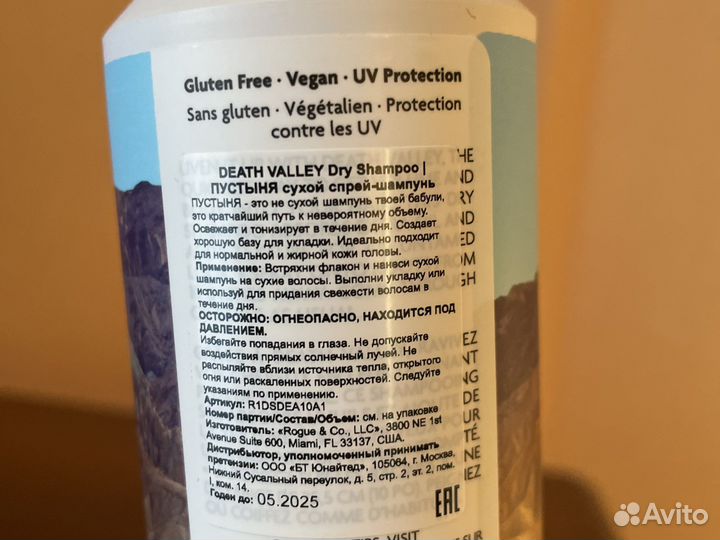 Gluten Free · Vegan · UV Protection
Sans gluten · Végétalien · Protection
contre les UV
DEATH VALLEY Dry Shampoo |
ПУСТЫНЯ сухой спрей-шампунь
ПУСТЫНЯ - это не сухой шампунь твоей бабули,
это кратчайший путь к невероятному объему.
Освежает и тонизирует в течение дня. Создает
хорошую базу для укладки. Идеально подходит
для нормальной и жирной кожи головы.
Применение: Встряхни флакон и нанеси сухой
шампунь на сухие волосы. Выполни укладку или
используй для придания свежести волосам в
течение дня.
ОСТОРОЖНО: ОГНЕОПАСНО, НАХОДИТСЯ ПОД
ДАВЛЕНИЕМ.
Избегайте попадания в глаза. Не допускайте
воздействия прямых солнечный лучей. Не
распыляйте вблизи источника тепла, открытого
огня или раскаленных поверхностей. Следуйте
указаниям по применению.
Артикул: R1DSDEA10A1
Номер партии/Состав/Объем: см. на упаковке
Изготовитель: «Rogue & Co., LLC», 3800 NE 1st
Avenue Suite 600, Miami, FL 33137, США.
Дистрибьютор, уполномоченный принимать
претензии: ООО «БТ Юнайтед», 105064, г. Москва,
Нижний Сусальный переулок, д. 5, стр. 2, эт. 2, пом.
I, ком. 14.
Годен до: 05.2025
EAC
OU COIFFEZ COMME D'HABIT
VISIT
Avito